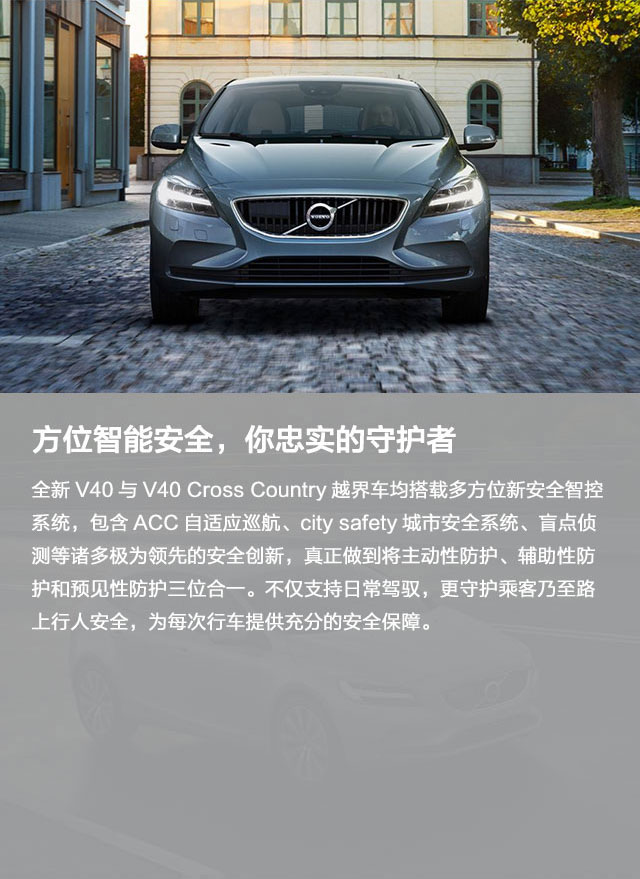 VOLVO
方位智能安全，你忠实的守护者
全新 V40 与 V40 Cross Country 越界车均搭载多方位新安全智控
系统，包含 ACC 自适应巡航、city safety 城市安全系统、盲点侦
测等诸多极为领先的安全创新，真正做到将主动性防护、辅助性防
护和预见性防护三位合一。不仅支持日常驾驭，更守护乘客乃至路
上行人安全，为每次行车提供充分的安全保障。